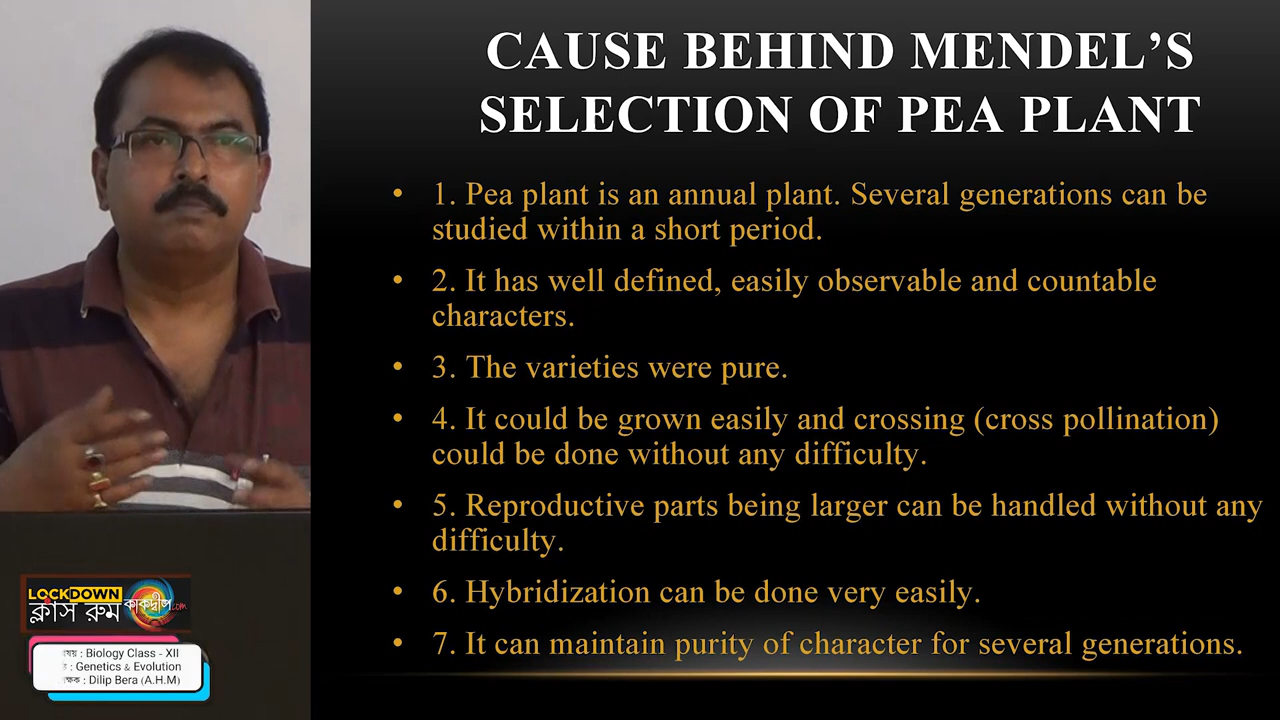 CAUSE BEHIND MENDEL’S
SELECTION OF PEA PLANT
• 1. Pea plant is an annual plant. Several generations can be
studied within a short period.
• 2. It has well defined, easily observable and countable
characters.
• 3. The varieties were pure.
• 4. It could be grown easily and crossing (cross pollination)
could be done without any difficulty.
• 5. Reproductive parts being larger can be handled without any
difficulty.
• 6. Hybridization can be done very easily.
• 7. It can maintain purity of character for several generations.
LOCKDOWN
ক্লাস রুম কাকদ্বীপ.com
: Biology Class - XII
: Genetics & Evolution
: Dilip Bera (A.H.M)